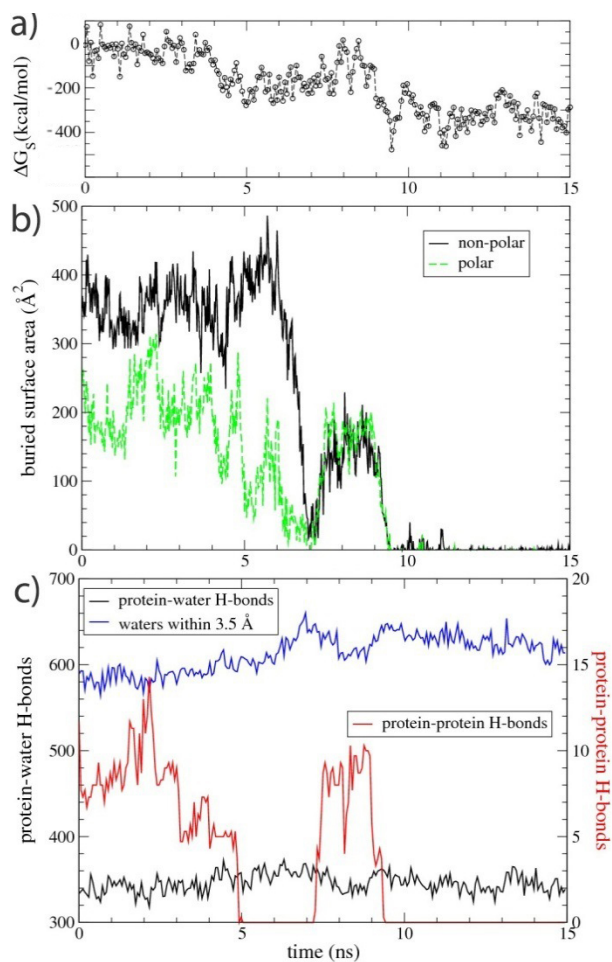 a)
0
-200
-400
ΔG_S(kcal/mol)
0 5 10 15
b)
500
400
300
200
100
0
buried surface area (Å²)
non-polar
polar
0 5 10 15
c)
700
600
500
400
300
protein-water H-bonds
protein-water H-bonds
waters within 3.5 Å
protein-protein H-bonds
20
15
10
5
0
protein-protein H-bonds
0 5 10 15
time (ns)